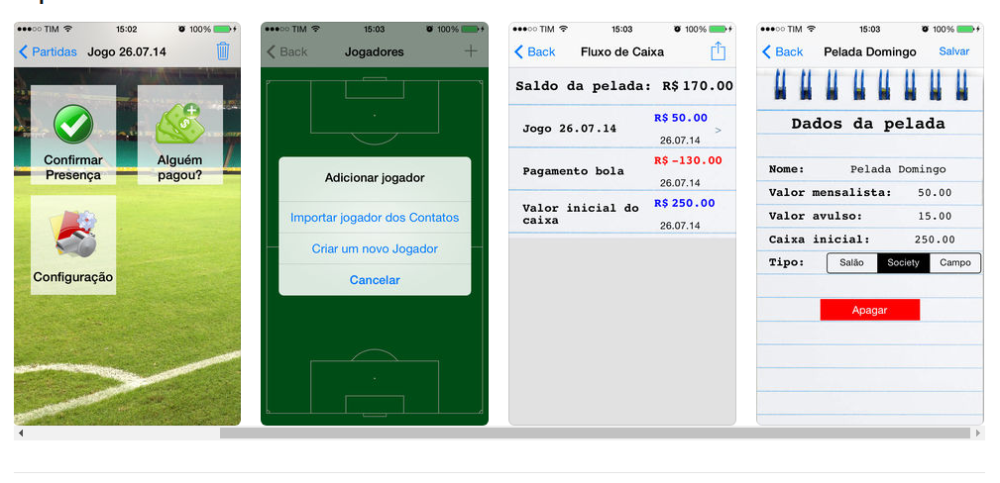 TIM 15:02 100%
Partidas Jogo 26.07.14
Confirmar
Presença
Alguém
pagou?
Configuração
TIM 15:03 100%
Back Jogadores +
Adicionar jogador
Importar jogador dos Contatos
Criar um novo Jogador
Cancelar
TIM 15:03 100%
Back Fluxo de Caixa
Saldo da pelada: R$ 170.00
Jogo 26.07.14 R$ 50.00 >
26.07.14
Pagamento bola R$ -130.00
26.07.14
Valor inicial do
caixa R$ 250.00
26.07.14
TIM 15:03 100%
Back Pelada Domingo Salvar
Dados da pelada
Nome: Pelada Domingo
Valor mensalista: 50.00
Valor avulso: 15.00
Caixa inicial: 250.00
Tipo: Salão Society Campo
Apagar